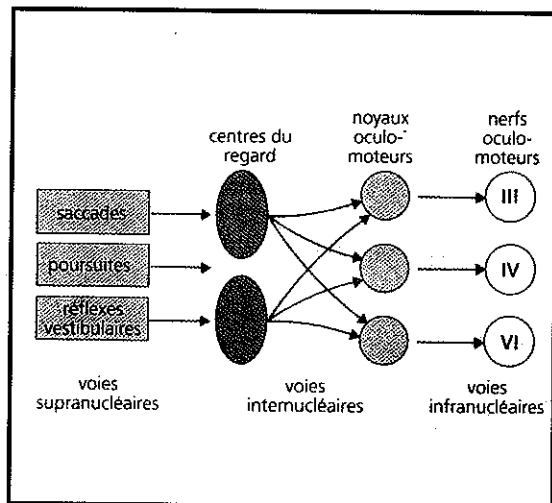 centres du
regard
noyaux
oculo-
moteurs
nerfs
oculo-
moteurs
saccades
poursuites
réflexes
vestibulaires
III
IV
VI
voies
supranucléaires
voies
internucléaires
voies
infranucléaires